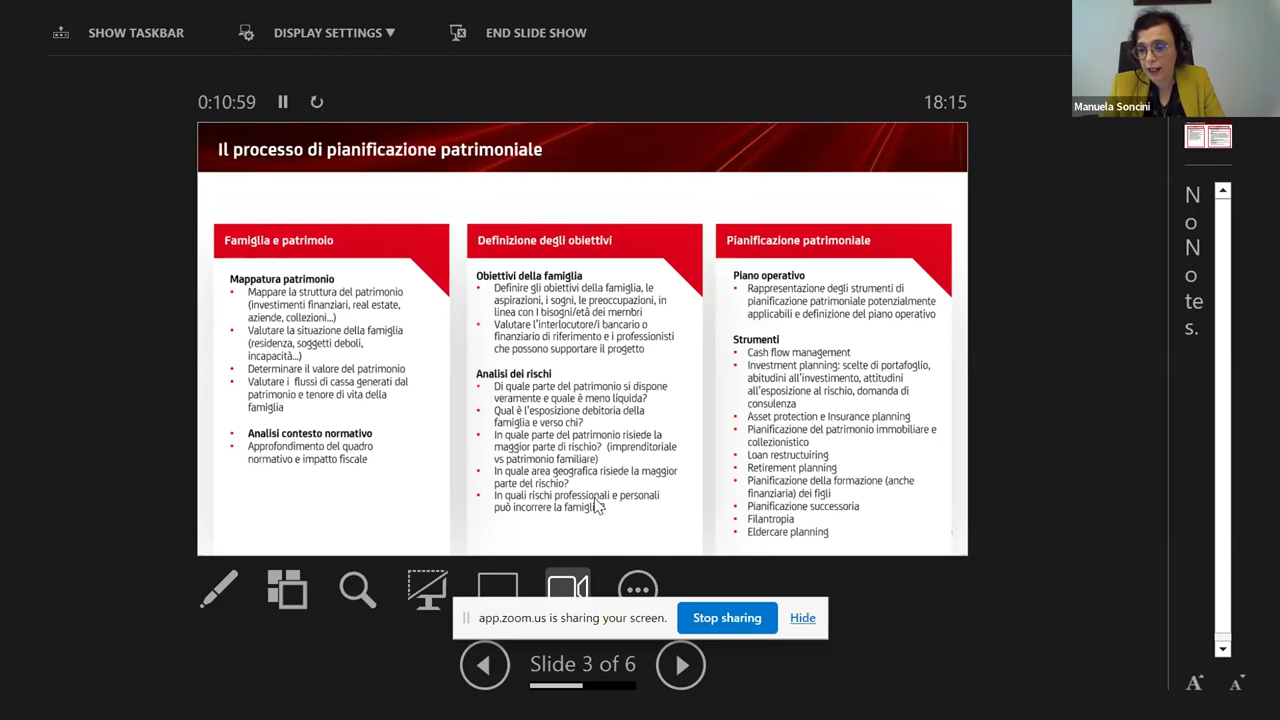 SHOW TASKBAR
DISPLAY SETTINGS ▼
END SLIDE SHOW
Manuela Soncini
0:10:59
18:15
Il processo di pianificazione patrimoniale
Famiglia e patrimoio
Mappatura patrimonio
• Mappare la struttura del patrimonio
(investimenti finanziari, real estate,
aziende, collezioni...)
• Valutare la situazione della famiglia
(residenza, soggetti deboli,
incapacità...)
• Determinare il valore del patrimonio
• Valutare i flussi di cassa generati dal
patrimonio e tenore di vita della
famiglia
• Analisi contesto normativo
• Approfondimento del quadro
normativo e impatto fiscale
Definizione degli obiettivi
Obiettivi della famiglia
• Definire gli obiettivi della famiglia, le
aspirazioni, i sogni, le preoccupazioni, in
linea con I bisogni/età dei membri
• Valutare l'interlocutore/i bancario o
finanziario di riferimento e i professionisti
che possono supportare il progetto
Analisi dei rischi
• Di quale parte del patrimonio si dispone
veramente e quale è meno liquida?
• Qual è l'esposizione debitoria della
famiglia e verso chi?
• In quale parte del patrimonio risiede la
maggior parte di rischio? (imprenditoriale
vs patrimonio familiare)
• In quale area geografica risiede la maggior
parte del rischio?
• In quali rischi professionali e personali
può incorrere la famiglia?
Pianificazione patrimoniale
Piano operativo
• Rappresentazione degli strumenti di
pianificazione patrimoniale potenzialmente
applicabili e definizione del piano operativo
Strumenti
• Cash flow management
• Investment planning: scelte di portafoglio,
abitudini all'investimento, attitudini
all'esposizione al rischio, domanda di
consulenza
• Asset protection e Insurance planning
• Pianificazione del patrimonio immobiliare e
collezionistico
• Loan restructuiring
• Retirement planning
• Pianificazione della formazione (anche
finanziaria) dei figli
• Pianificazione successoria
• Filantropia
• Eldercare planning
No No
tes.
app.zoom.us is sharing your screen.
Stop sharing
Hide
Slide 3 of 6
A A